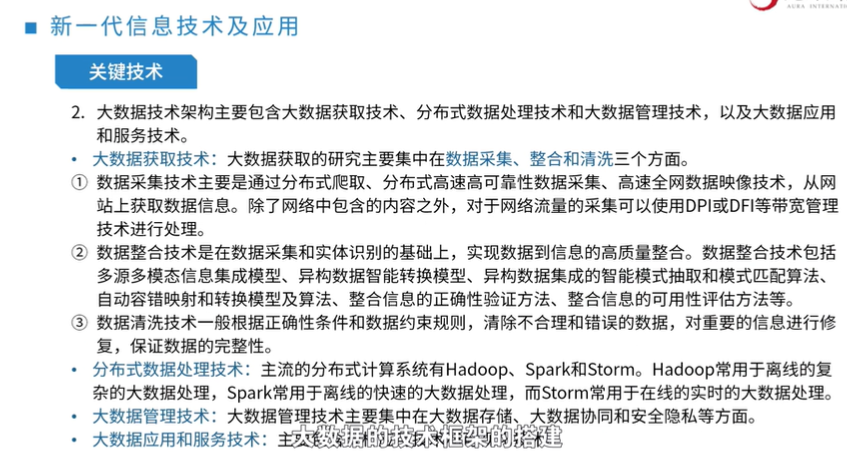 AURA INTERNATI
■ 新一代信息技术及应用
关键技术
2. 大数据技术架构主要包含大数据获取技术、分布式数据处理技术和大数据管理技术，以及大数据应用
和服务技术。
• 大数据获取技术：大数据获取的研究主要集中在数据采集、整合和清洗三个方面。
① 数据采集技术主要是通过分布式爬取、分布式高速高可靠性数据采集、高速全网数据映像技术，从网
站上获取数据信息。除了网络中包含的内容之外，对于网络流量的采集可以使用DPI或DFI等带宽管理
技术进行处理。
② 数据整合技术是在数据采集和实体识别的基础上，实现数据到信息的高质量整合。数据整合技术包括
多源多模态信息集成模型、异构数据智能转换模型、异构数据集成的智能模式抽取和模式匹配算法、
自动容错映射和转换模型及算法、整合信息的正确性验证方法、整合信息的可用性评估方法等。
③ 数据清洗技术一般根据正确性条件和数据约束规则，清除不合理和错误的数据，对重要的信息进行修
复，保证数据的完整性。
• 分布式数据处理技术：主流的分布式计算系统有Hadoop、Spark和Storm。Hadoop常用于离线的复
杂的大数据处理，Spark常用于离线的快速的大数据处理，而Storm常用于在线的实时的大数据处理。
• 大数据管理技术：大数据管理技术主要集中在大数据存储、大数据协同和安全隐私等方面。
• 大数据应用和服务技术：主
大数据的技术框架的搭建